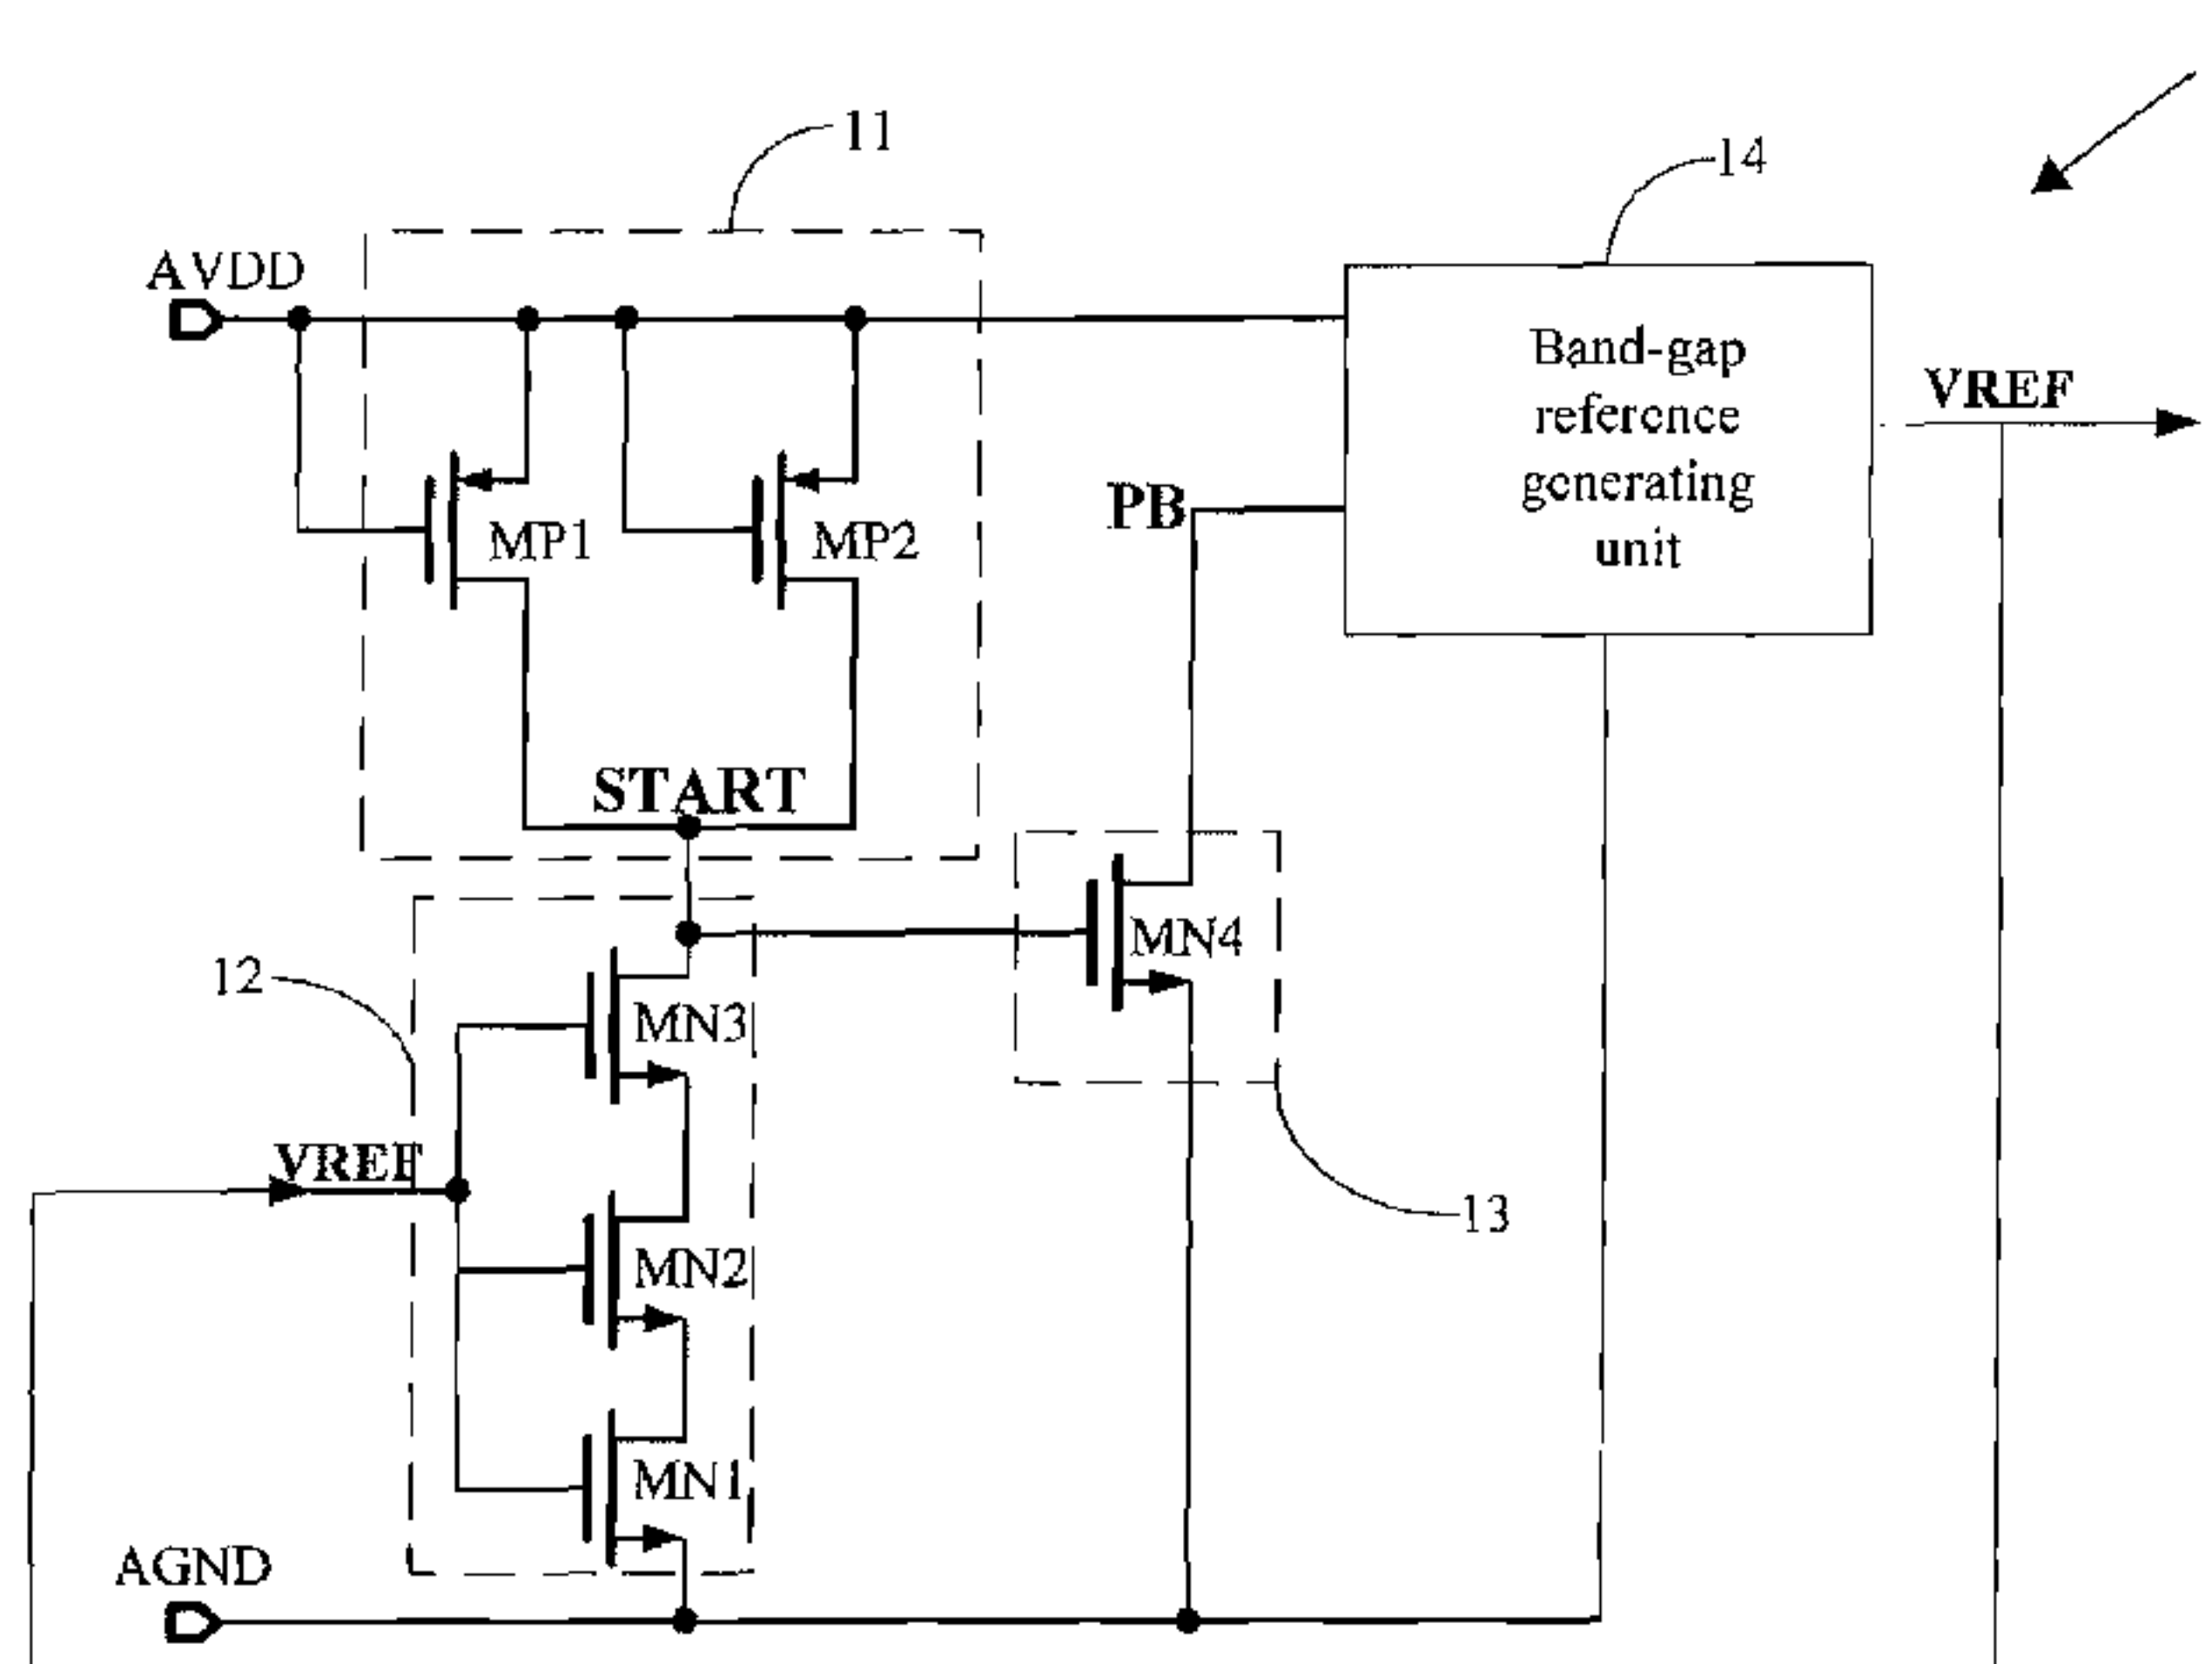 11
14
AVDD
Band-gap
reference
generating
unit
VREF
PB
MP1
MP2
START
MN4
12
MN3
VREF
13
MN2
MN1
AGND